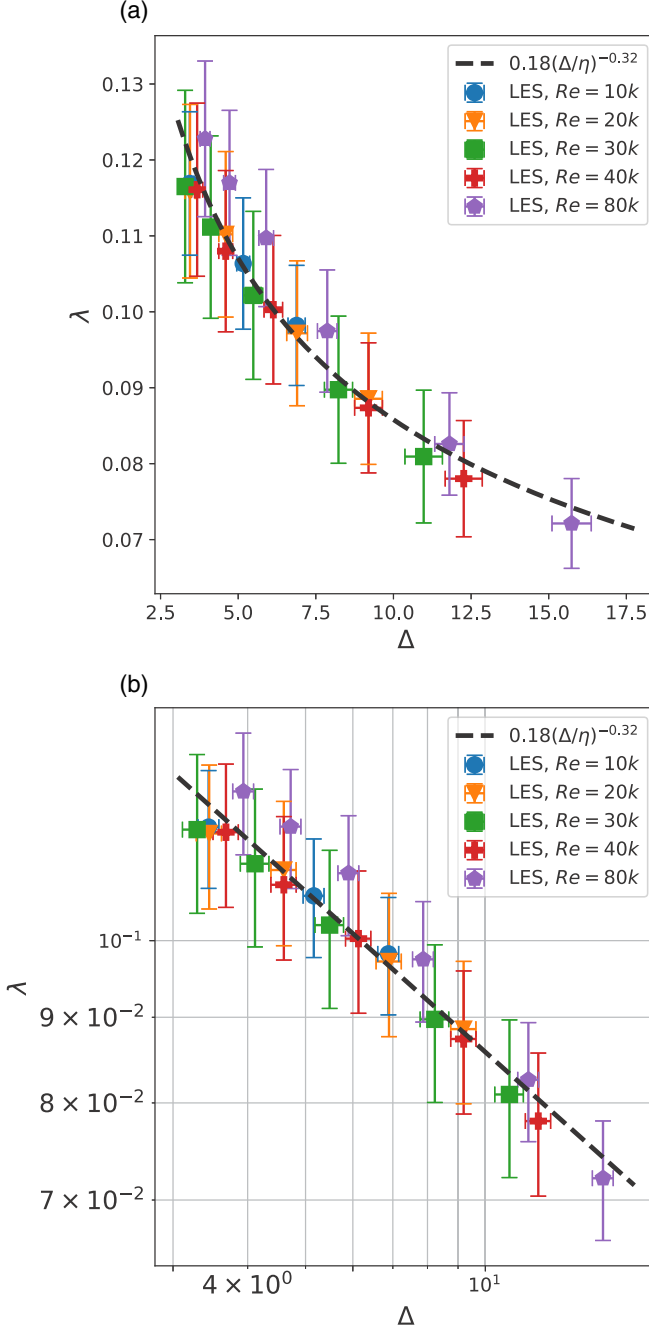 (a)
0.13
0.12
0.11
0.10
0.09
0.08
0.07
λ
2.5 5.0 7.5 10.0 12.5 15.0 17.5
Δ
0.18(Δ/η)^−0.32
LES, Re = 10k
LES, Re = 20k
LES, Re = 30k
LES, Re = 40k
LES, Re = 80k
(b)
10^−1
9 × 10^−2
8 × 10^−2
7 × 10^−2
λ
4 × 10^0 10^1
Δ
0.18(Δ/η)^−0.32
LES, Re = 10k
LES, Re = 20k
LES, Re = 30k
LES, Re = 40k
LES, Re = 80k